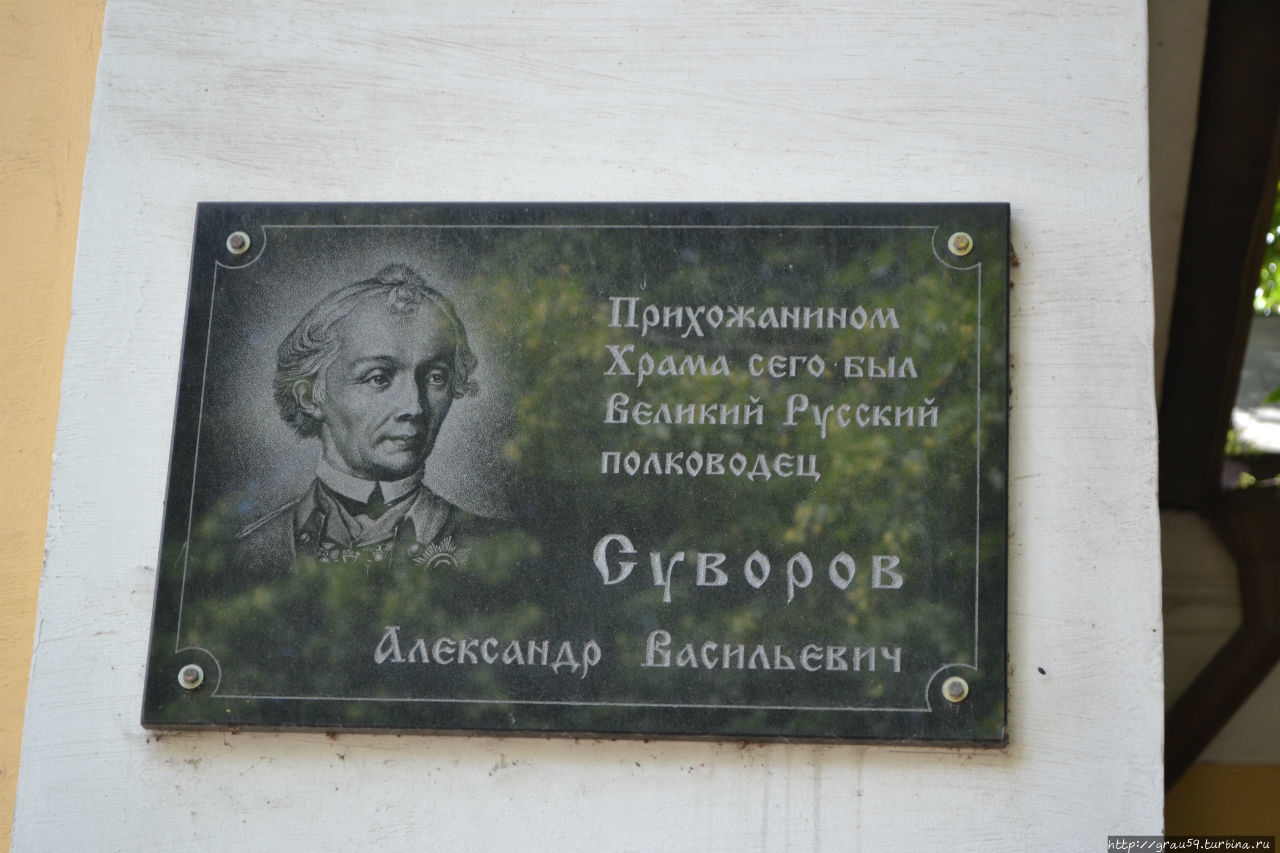 Прихожанином
Храма сего был
Великий Русский
полководец
Суворов
Александр Васильевич
http://grau59.turbina.ru